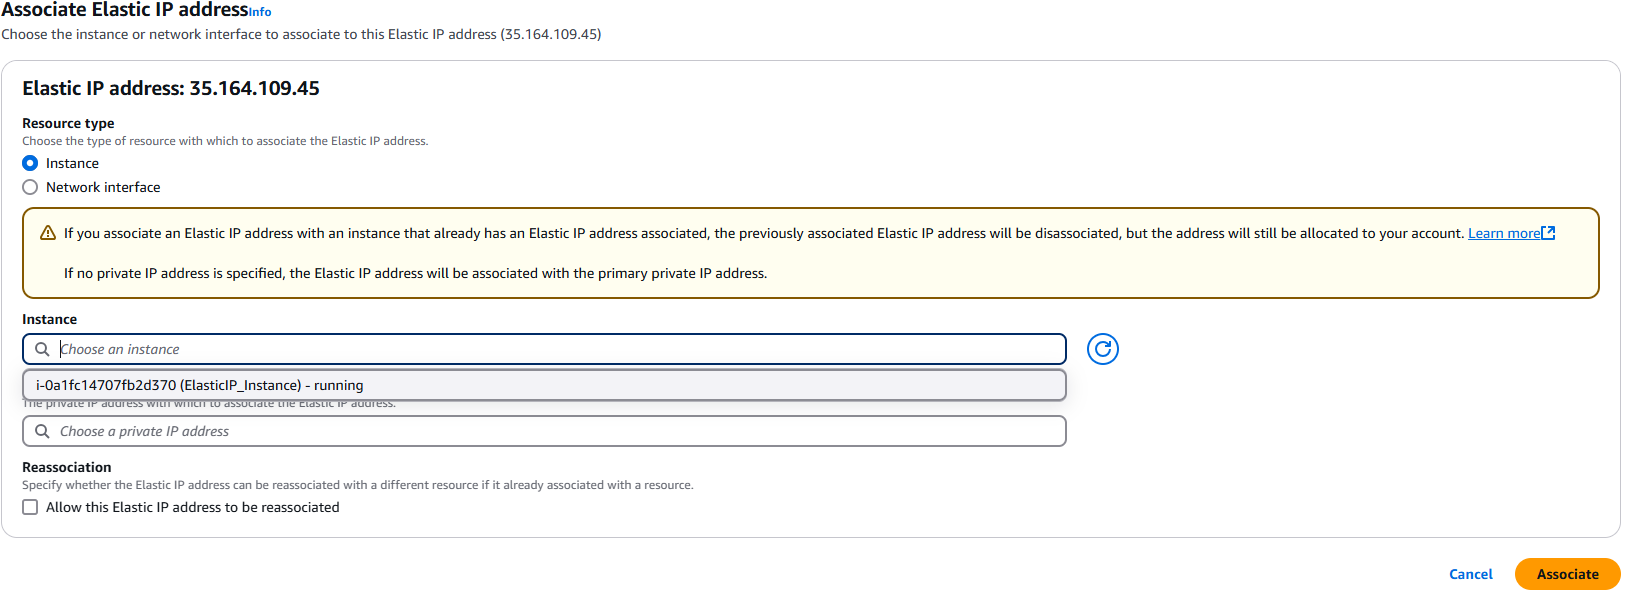 Associate Elastic IP address Info
Choose the instance or network interface to associate to this Elastic IP address (35.164.109.45)
Elastic IP address: 35.164.109.45
Resource type
Choose the type of resource with which to associate the Elastic IP address.
Instance
Network interface
If you associate an Elastic IP address with an instance that already has an Elastic IP address associated, the previously associated Elastic IP address will be disassociated, but the address will still be allocated to your account. Learn more
If no private IP address is specified, the Elastic IP address will be associated with the primary private IP address.
Instance
Choose an instance
i-0a1fc14707fb2d370 (ElasticIP_Instance) - running
The private IP address with which to associate the Elastic IP address.
Choose a private IP address
Reassociation
Specify whether the Elastic IP address can be reassociated with a different resource if it already associated with a resource.
Allow this Elastic IP address to be reassociated
Cancel
Associate